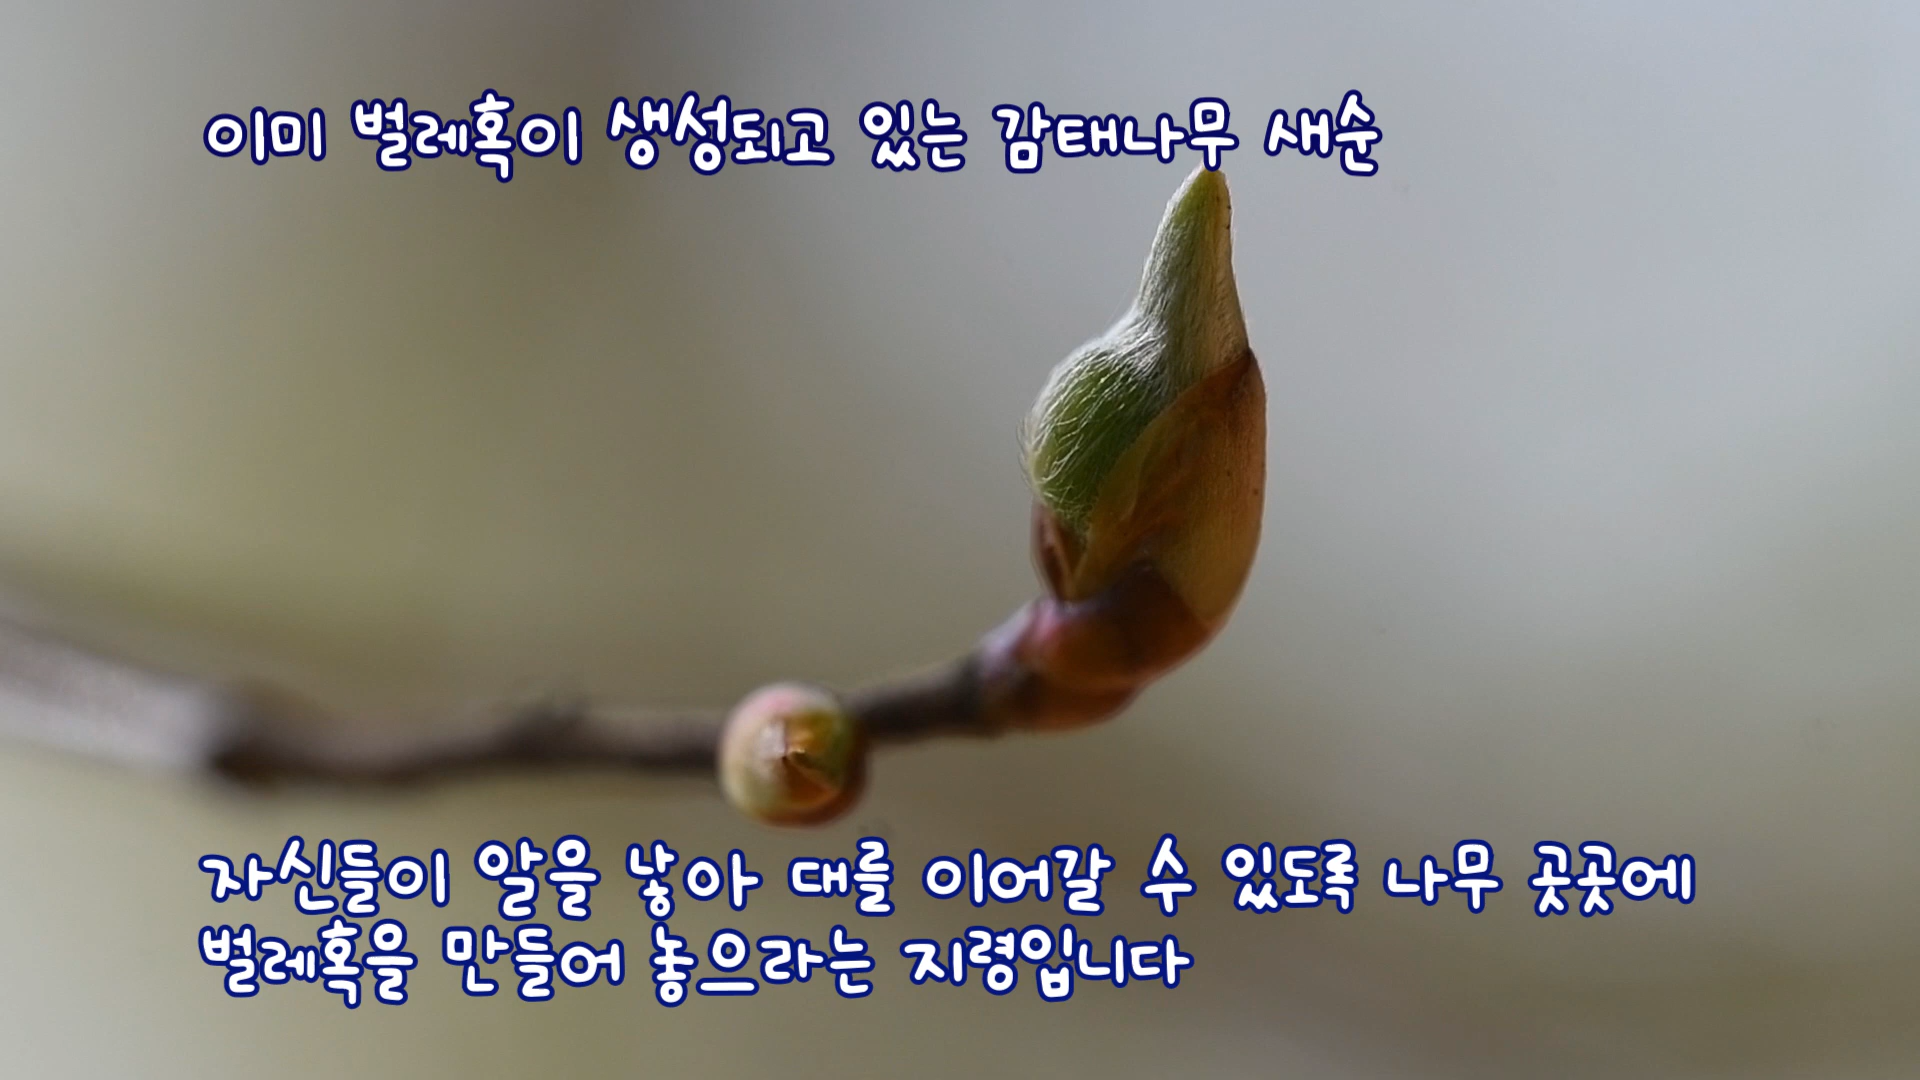 이미 벌레혹이 생성되고 있는 감태나무 새순
자신들이 알을 낳아 대를 이어갈 수 있도록 나무 곳곳에
벌레혹을 만들어 놓으라는 지령입니다